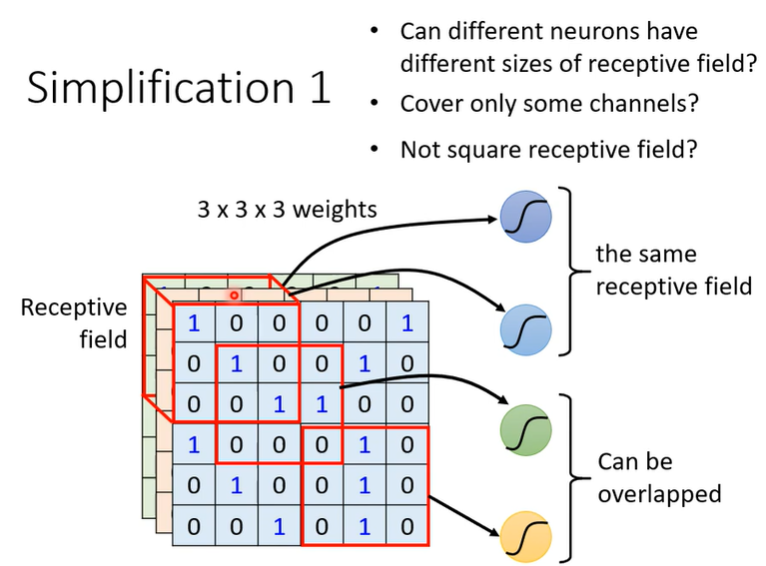 Simplification 1
• Can different neurons have
different sizes of receptive field?
• Cover only some channels?
• Not square receptive field?
3 x 3 x 3 weights
the same
receptive field
Receptive
field
1 0 0 0 0 1
0 1 0 0 1 0
0 0 1 1 0 0
1 0 0 0 1 0
0 1 0 0 1 0
0 0 1 0 1 0
Can be
overlapped